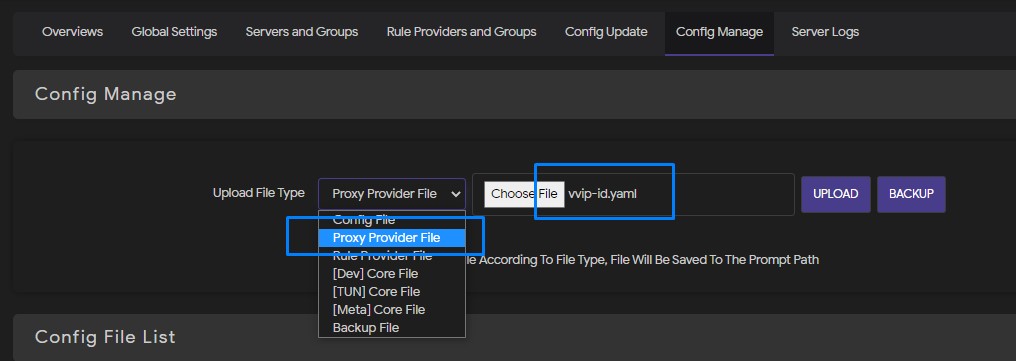 Overviews Global Settings Servers and Groups Rule Providers and Groups Config Update Config Manage Server Logs
Config Manage
Upload File Type Proxy Provider File Choose File vvip-id.yaml UPLOAD BACKUP
Config File
Proxy Provider File
Rule Provider File
le According To File Type, File Will Be Saved To The Prompt Path
[Dev] Core File
[TUN] Core File
[Meta] Core File
Backup File
Config File List